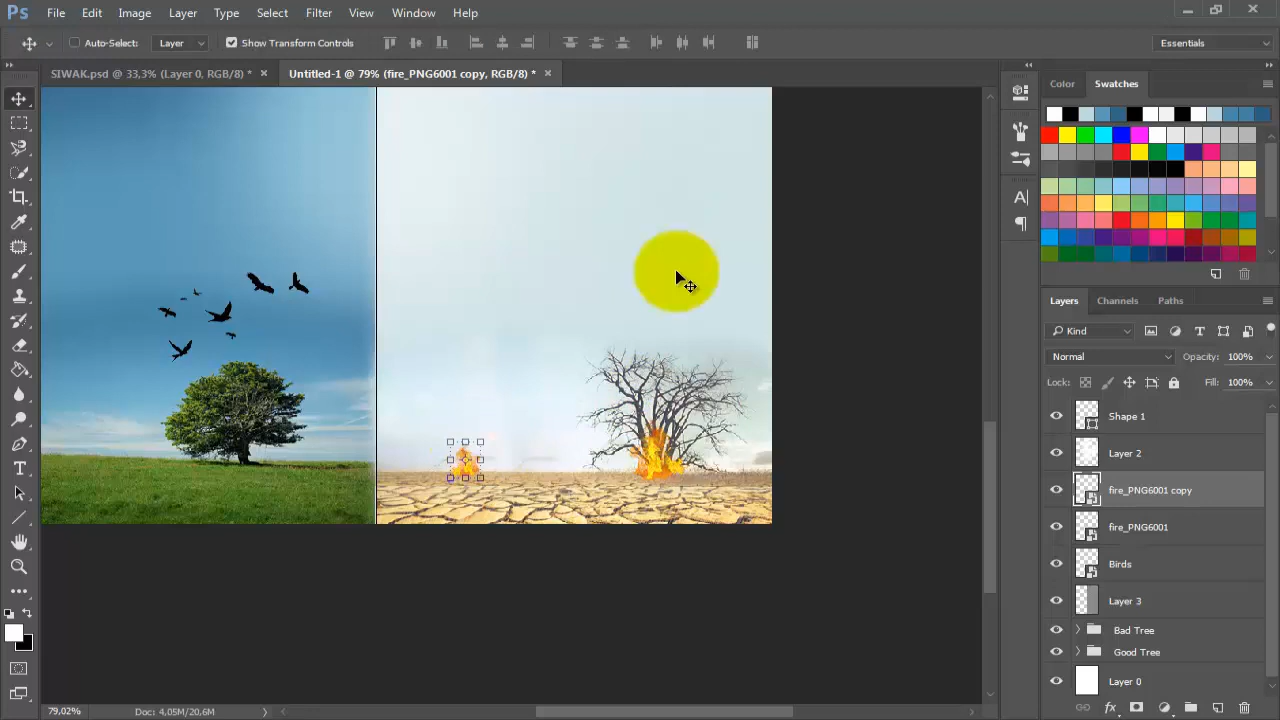 Ps File Edit Image Layer Type Select Filter View Window Help
Auto-Select: Layer Show Transform Controls Essentials
SIWAK.psd @ 33,3% (Layer 0, RGB/8) * Untitled-1 @ 79% (fire_PNG6001 copy, RGB/8) *
Color Swatches
Layers Channels Paths
Kind
Normal Opacity: 100%
Lock: Fill: 100%
Shape 1
Layer 2
fire_PNG6001 copy
fire_PNG6001
Birds
Layer 3
Bad Tree
Good Tree
Layer 0
79,02% Doc: 4,05M/20,6M fx